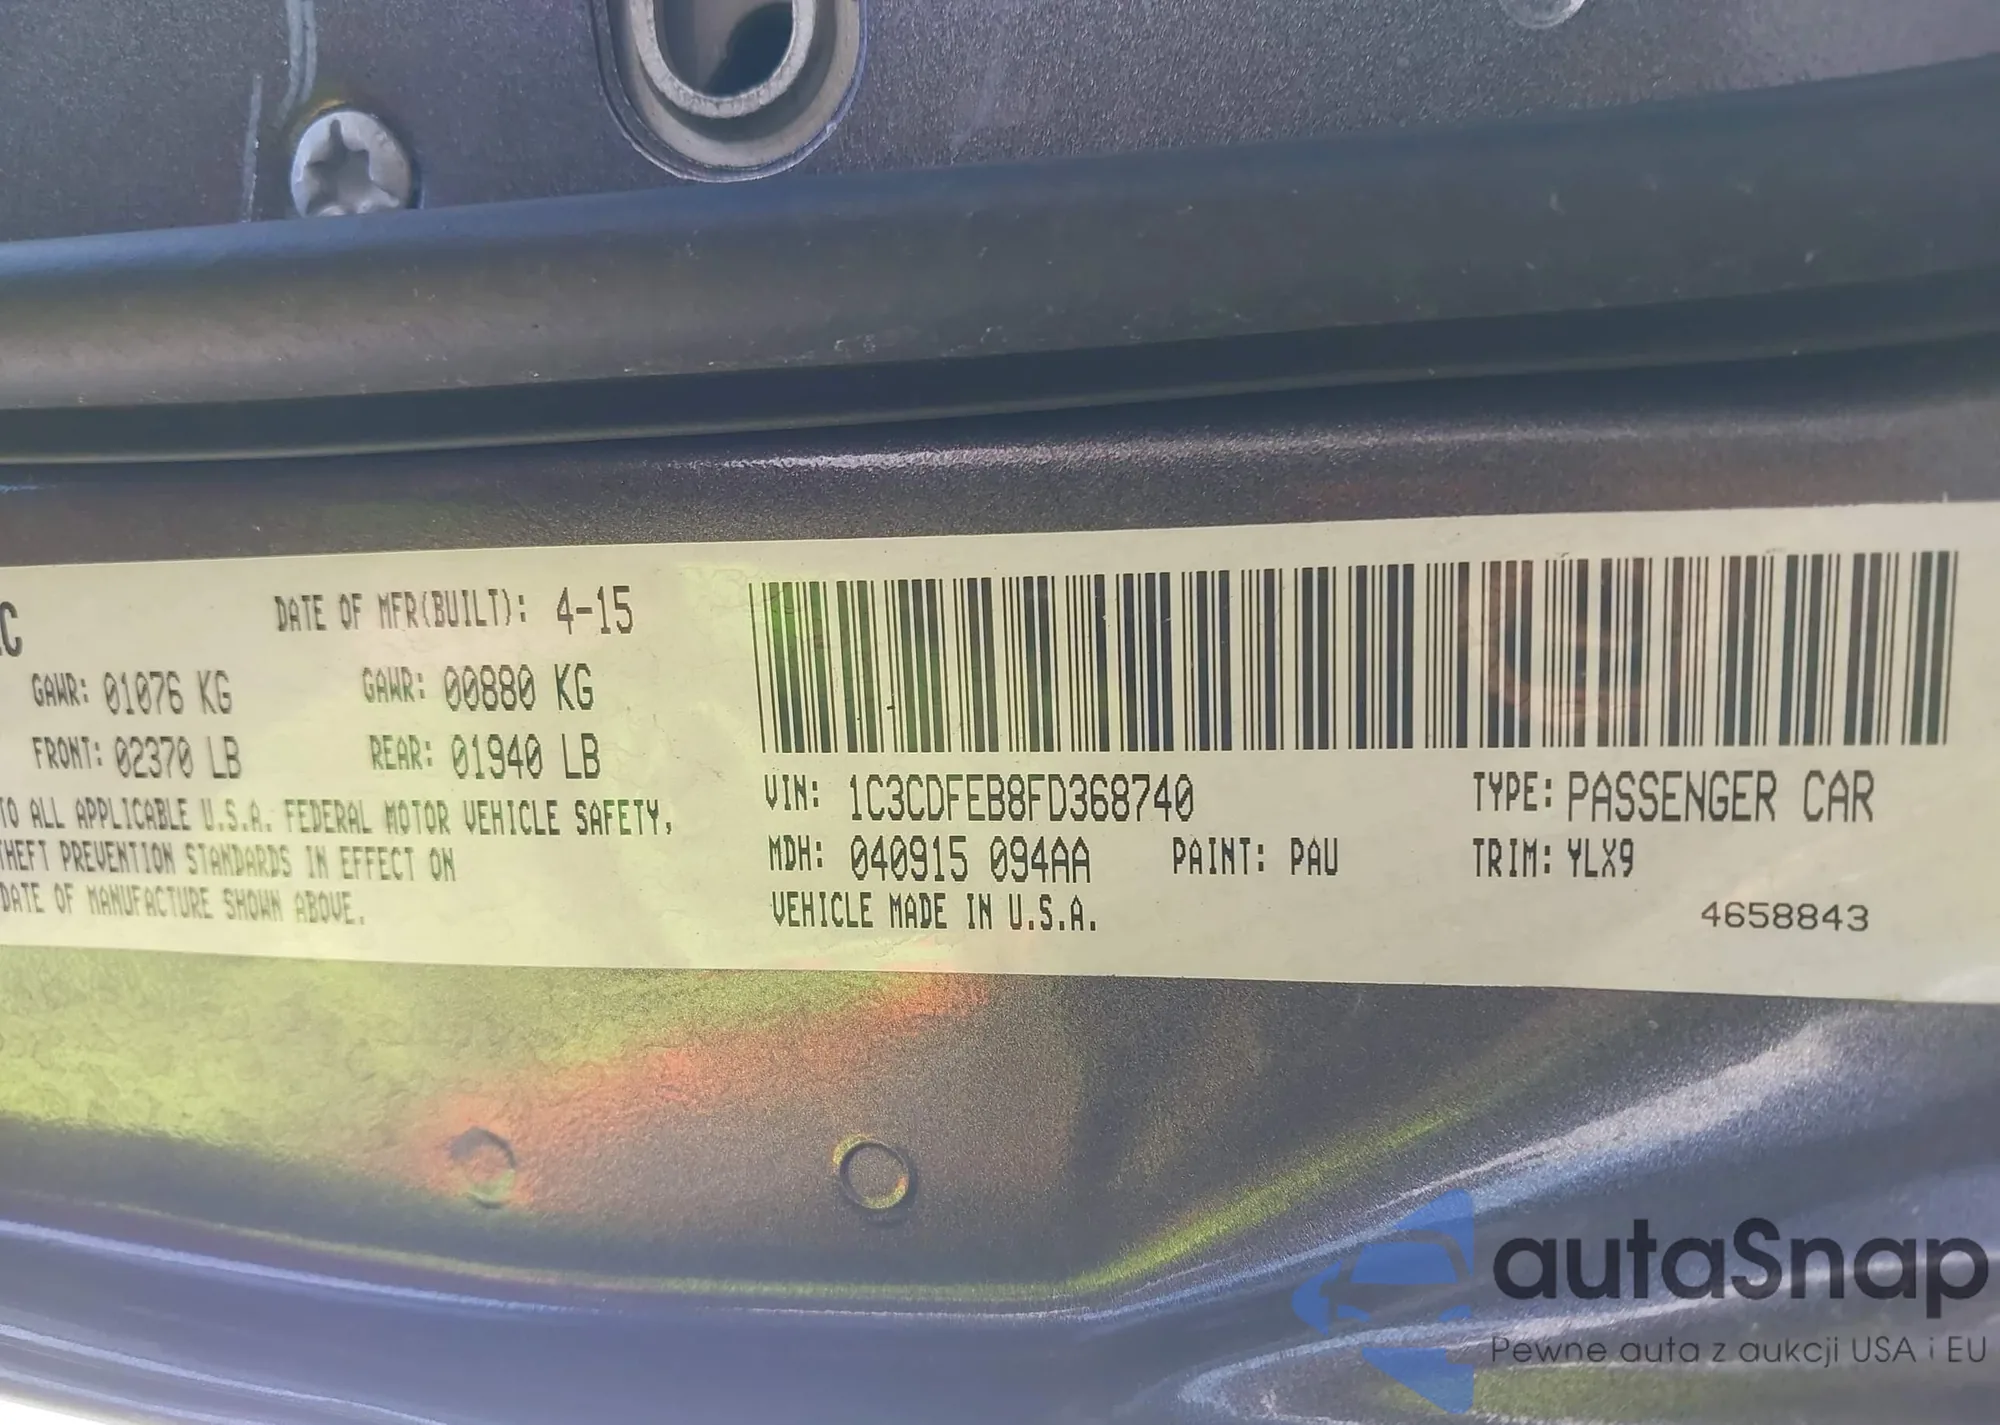 DATE OF MFR(BUILT): 4-15
GAWR: 01076 KG GAWR: 00880 KG
FRONT: 02370 LB REAR: 01940 LB
TO ALL APPLICABLE U.S.A. FEDERAL MOTOR VEHICLE SAFETY,
THEFT PREVENTION STANDARDS IN EFFECT ON
DATE OF MANUFACTURE SHOWN ABOVE.
VIN: 1C3CDFEB8FD368740 TYPE: PASSENGER CAR
MDH: 040915 094AA PAINT: PAU TRIM: YLX9
VEHICLE MADE IN U.S.A.
4658843
autaSnap
Pewne auta z aukcji USA i EU